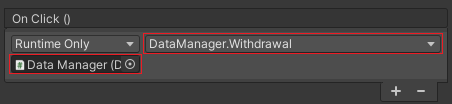 On Click ()
Runtime Only DataManager.Withdrawal
Data Manager (D